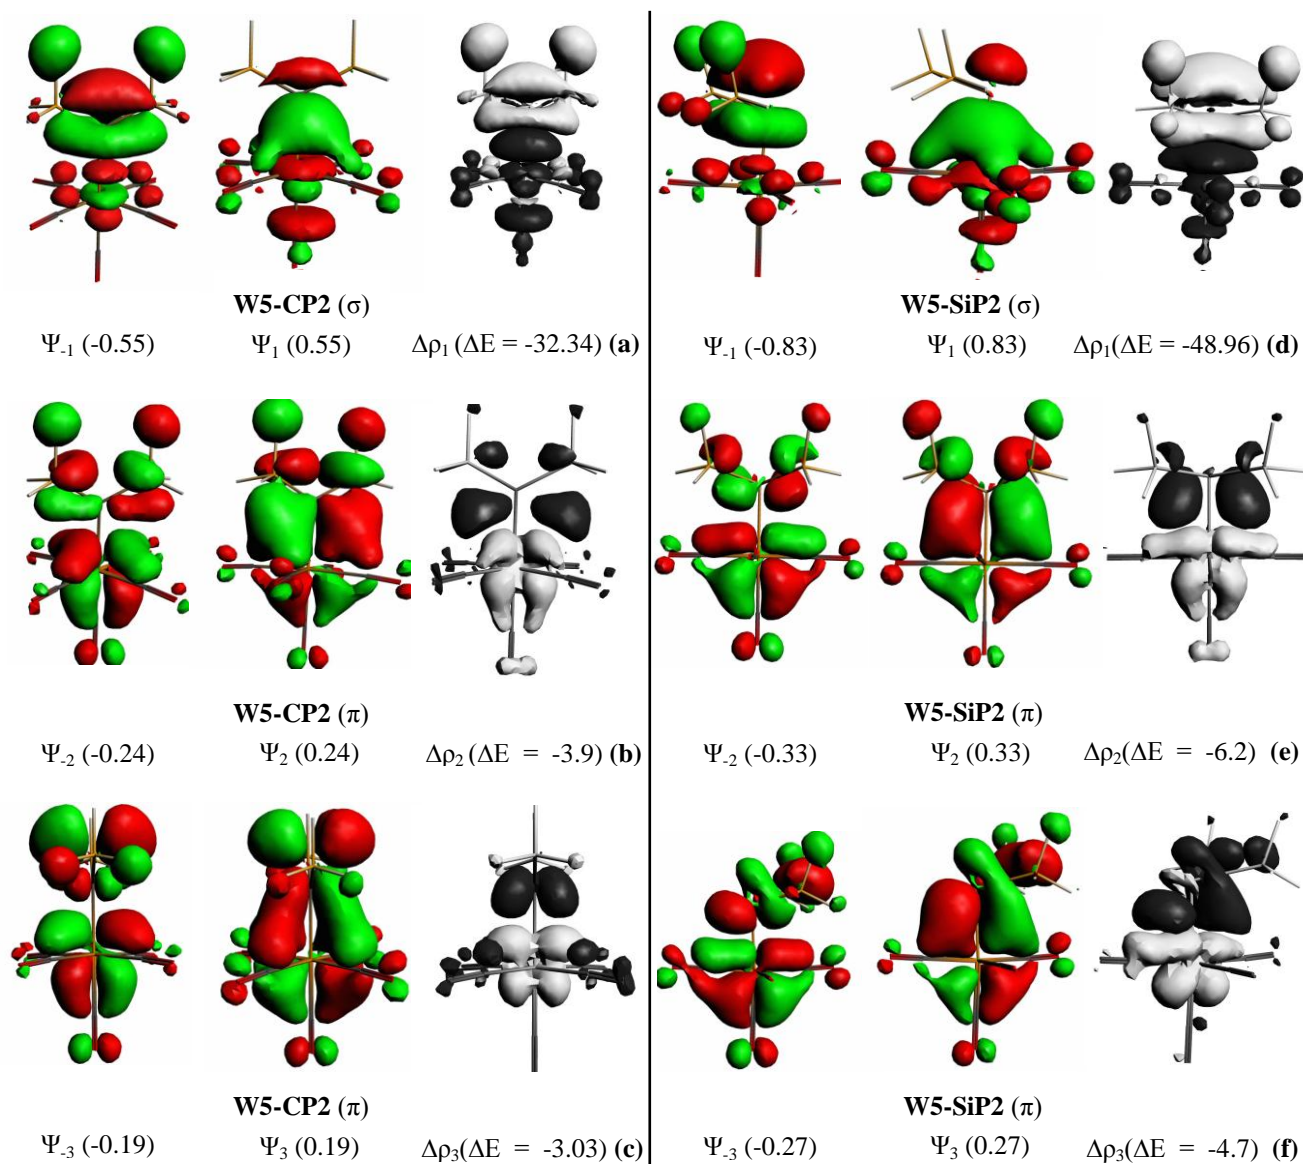 W5-CP2 (σ)
Ψ-1 (-0.55) Ψ1 (0.55) Δρ1 (ΔE = -32.34) (a)
W5-CP2 (π)
Ψ-2 (-0.24) Ψ2 (0.24) Δρ2 (ΔE = -3.9) (b)
W5-CP2 (π)
Ψ-3 (-0.19) Ψ3 (0.19) Δρ3 (ΔE = -3.03) (c)
W5-SiP2 (σ)
Ψ-1 (-0.83) Ψ1 (0.83) Δρ1(ΔE = -48.96) (d)
W5-SiP2 (π)
Ψ-2 (-0.33) Ψ2 (0.33) Δρ2(ΔE = -6.2) (e)
W5-SiP2 (π)
Ψ-3 (-0.27) Ψ3 (0.27) Δρ3(ΔE = -4.7) (f)